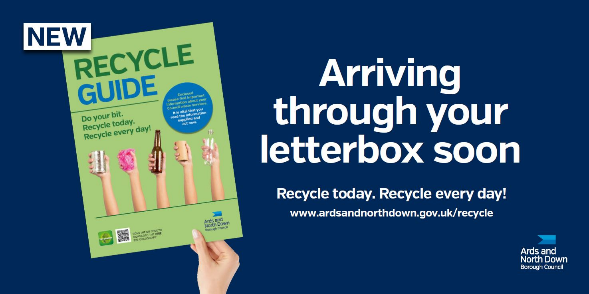 NEW
RECYCLE
GUIDE
Do your bit.
Recycle today.
Recycle every day!
Ards and
North Down
Borough Council
Arriving
through your
letterbox soon
Recycle today. Recycle every day!
www.ardsandnorthdown.gov.uk/recycle
Ards and
North Down
Borough Council